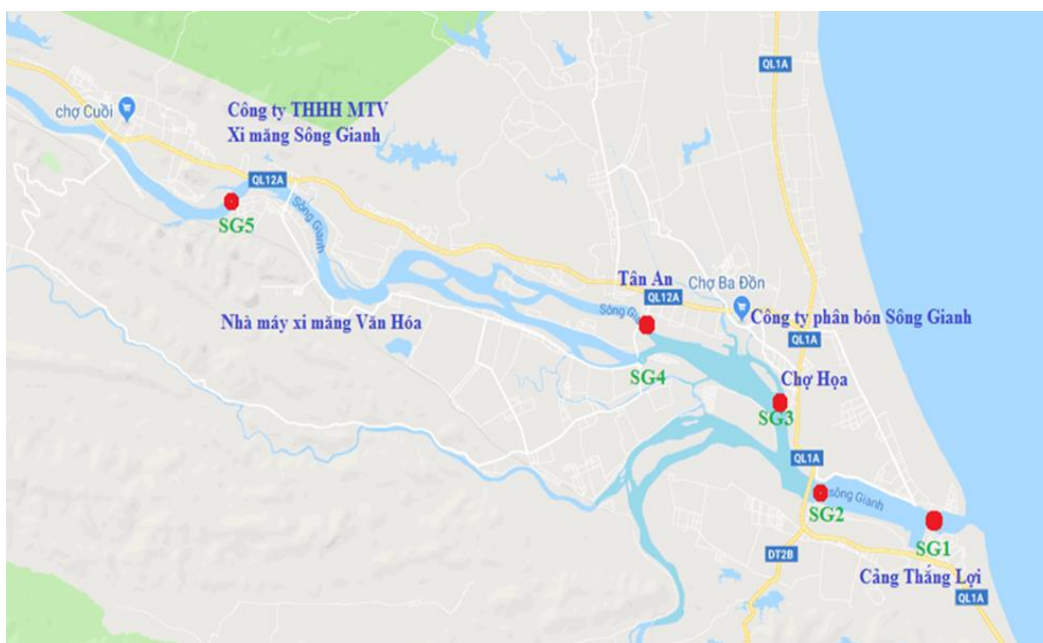 QL1A
chợ Cuồi
Công ty THHH MTV
Xi măng Sông Gianh
QL12A
SG5
Sông Gianh
Tân An
Chợ Ba Đồn
QL12A
Nhà máy xi măng Văn Hóa
Sông Gia
Công ty phân bón Sông Gianh
QL1A
SG4
Chợ Họa
SG3
QL1A
sông Gianh
SG2
SG1
DT2B
Cảng Thắng Lợi
QL1A